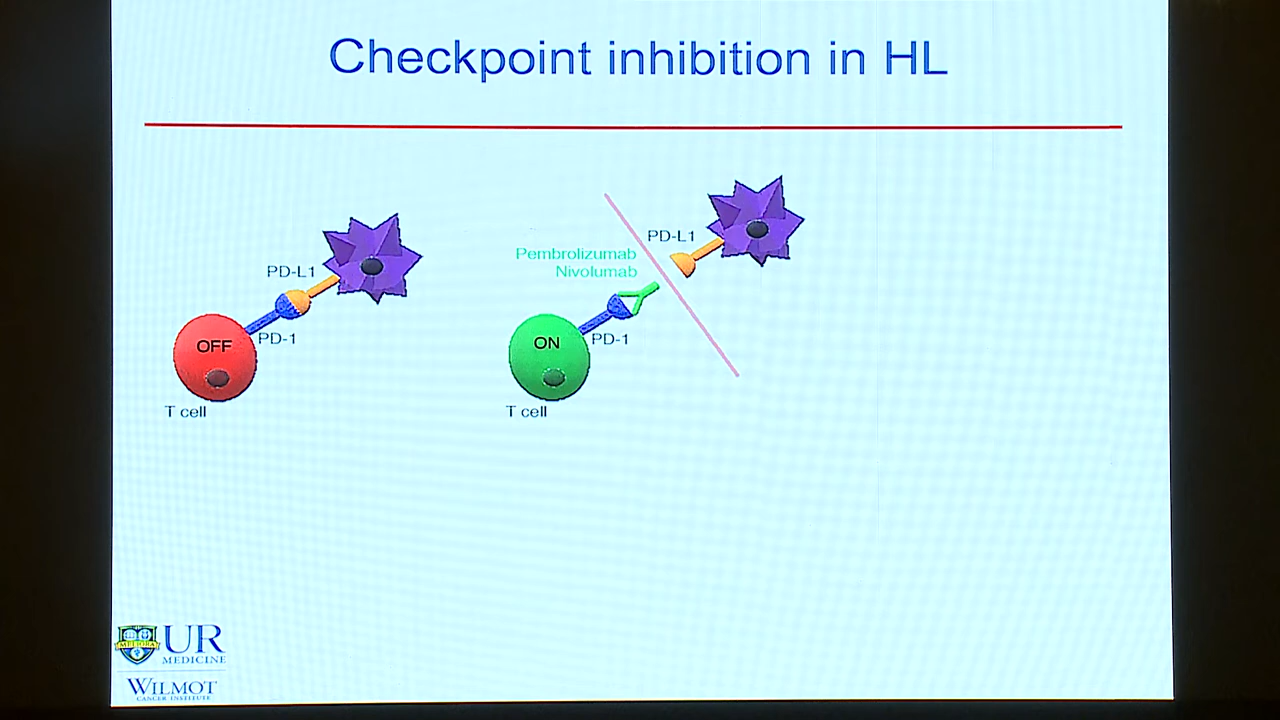 Checkpoint inhibition in HL
PD-L1
OFF
PD-1
T cell
Pembrolizumab
Nivolumab
PD-L1
ON
PD-1
T cell
MELIORA
UR
MEDICINE
WILMOT
CANCER INSTITUTE